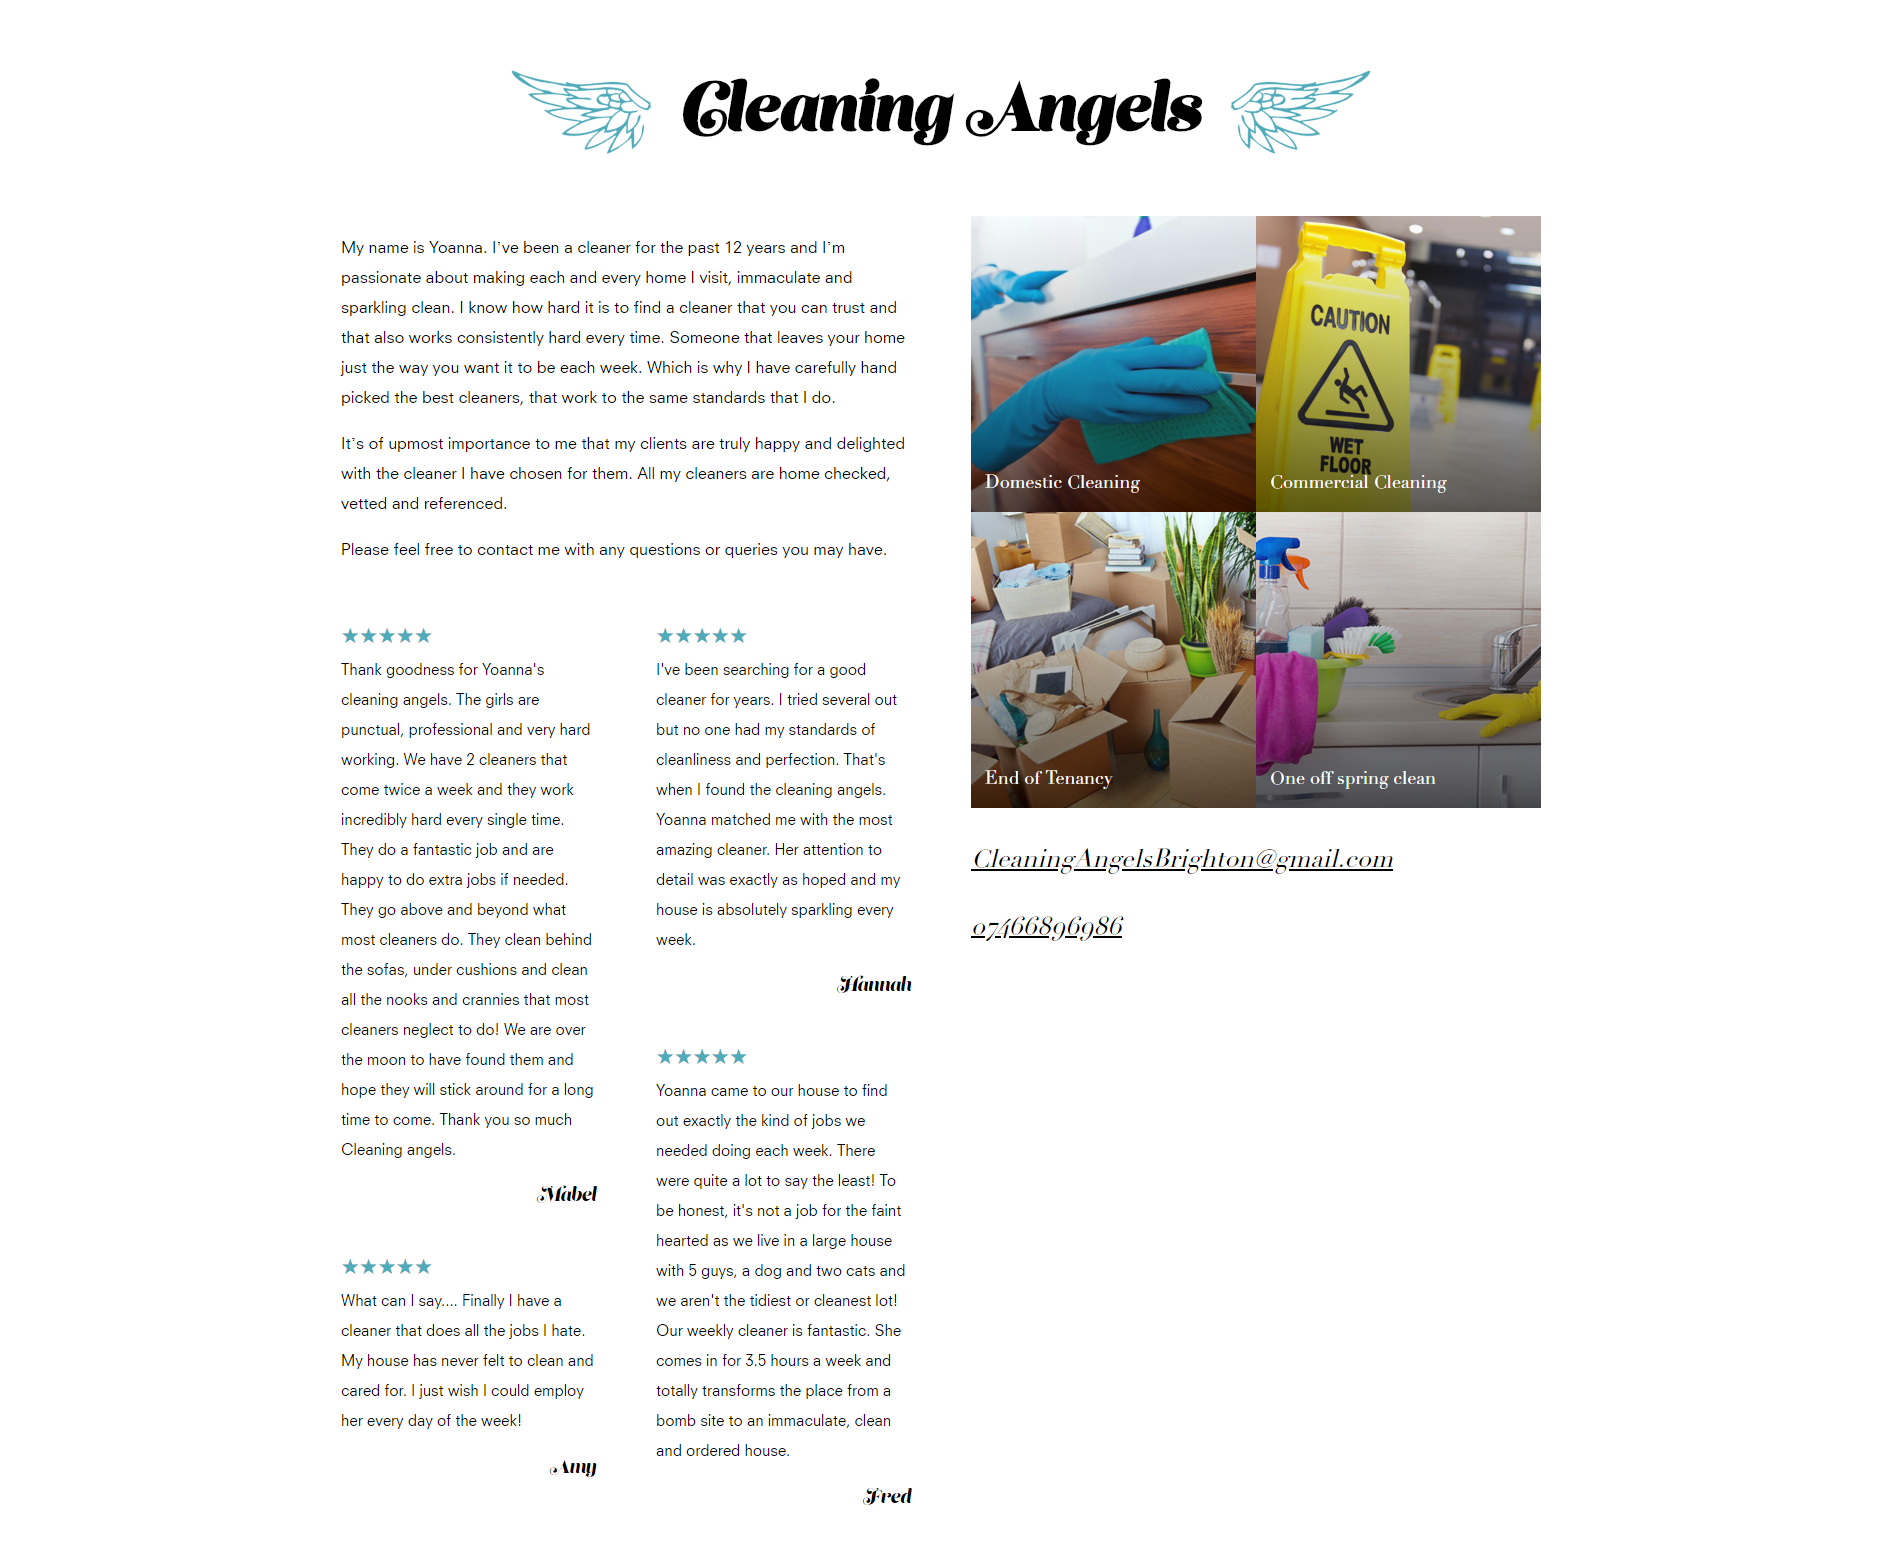 Cleaning Angels
My name is Yoanna. I've been a cleaner for the past 12 years and I'm
passionate about making each and every home I visit, immaculate and
sparkling clean. I know how hard it is to find a cleaner that you can trust and
that also works consistently hard every time. Someone that leaves your home
just the way you want it to be each week. Which is why I have carefully hand
picked the best cleaners, that work to the same standards that I do.
It's of upmost importance to me that my clients are truly happy and delighted
with the cleaner I have chosen for them. All my cleaners are home checked,
vetted and referenced.
Please feel free to contact me with any questions or queries you may have.
★★★★★
Thank goodness for Yoanna's
cleaning angels. The girls are
punctual, professional and very hard
working. We have 2 cleaners that
come twice a week and they work
incredibly hard every single time.
They do a fantastic job and are
happy to do extra jobs if needed.
They go above and beyond what
most cleaners do. They clean behind
the sofas, under cushions and clean
all the nooks and crannies that most
cleaners neglect to do! We are over
the moon to have found them and
hope they will stick around for a long
time to come. Thank you so much
Cleaning angels.
Mabel
★★★★★
What can I say.... Finally I have a
cleaner that does all the jobs I hate.
My house has never felt to clean and
cared for. I just wish I could employ
her every day of the week!
Amy
★★★★★
I've been searching for a good
cleaner for years. I tried several out
but no one had my standards of
cleanliness and perfection. That's
when I found the cleaning angels.
Yoanna matched me with the most
amazing cleaner. Her attention to
detail was exactly as hoped and my
house is absolutely sparkling every
week.
Hannah
★★★★★
Yoanna came to our house to find
out exactly the kind of jobs we
needed doing each week. There
were quite a lot to say the least! To
be honest, it's not a job for the faint
hearted as we live in a large house
with 5 guys, a dog and two cats and
we aren't the tidiest or cleanest lot!
Our weekly cleaner is fantastic. She
comes in for 3.5 hours a week and
totally transforms the place from a
bomb site to an immaculate, clean
and ordered house.
Fred
Domestic Cleaning
CAUTION
WET
FLOOR
Commercial Cleaning
End of Tenancy
One off spring clean
CleaningAngelsBrighton@gmail.com
07466896986